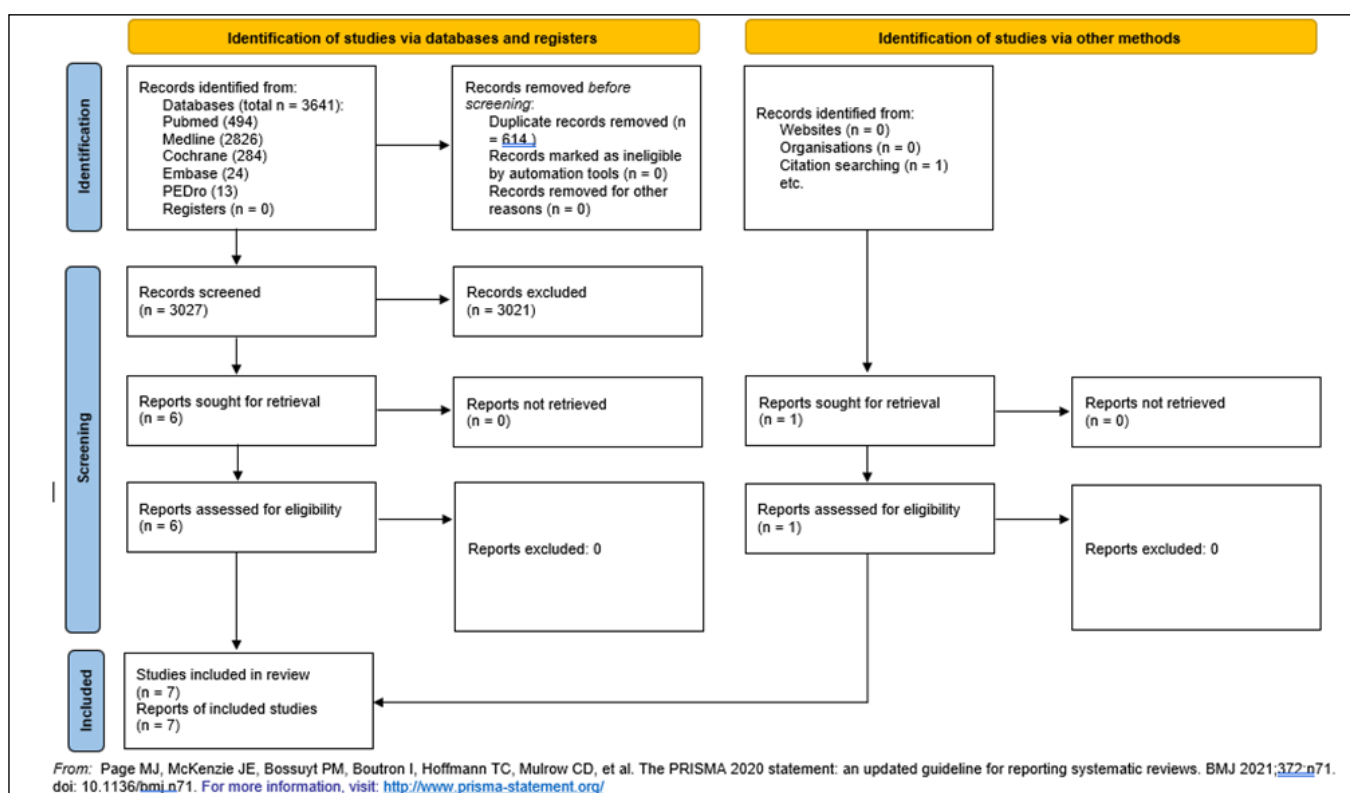 Identification of studies via databases and registers
Identification of studies via other methods
Identification
Records identified from:
Databases (total n = 3641):
Pubmed (494)
Medline (2826)
Cochrane (284)
Embase (24)
PEDro (13)
Registers (n = 0)
Records removed before
screening:
Duplicate records removed (n
= 614 )
Records marked as ineligible
by automation tools (n = 0)
Records removed for other
reasons (n = 0)
Records identified from:
Websites (n = 0)
Organisations (n = 0)
Citation searching (n = 1)
etc.
Screening
Records screened
(n = 3027)
Records excluded
(n = 3021)
Reports sought for retrieval
(n = 6)
Reports not retrieved
(n = 0)
Reports sought for retrieval
(n = 1)
Reports not retrieved
(n = 0)
Reports assessed for eligibility
(n = 6)
Reports excluded: 0
Reports assessed for eligibility
(n = 1)
Reports excluded: 0
Included
Studies included in review
(n = 7)
Reports of included studies
(n = 7)
From: Page MJ, McKenzie JE, Bossuyt PM, Boutron I, Hoffmann TC, Mulrow CD, et al. The PRISMA 2020 statement: an updated guideline for reporting systematic reviews. BMJ 2021;372:n71.
doi: 10.1136/bmj.n71. For more information, visit: http://www.prisma-statement.org/